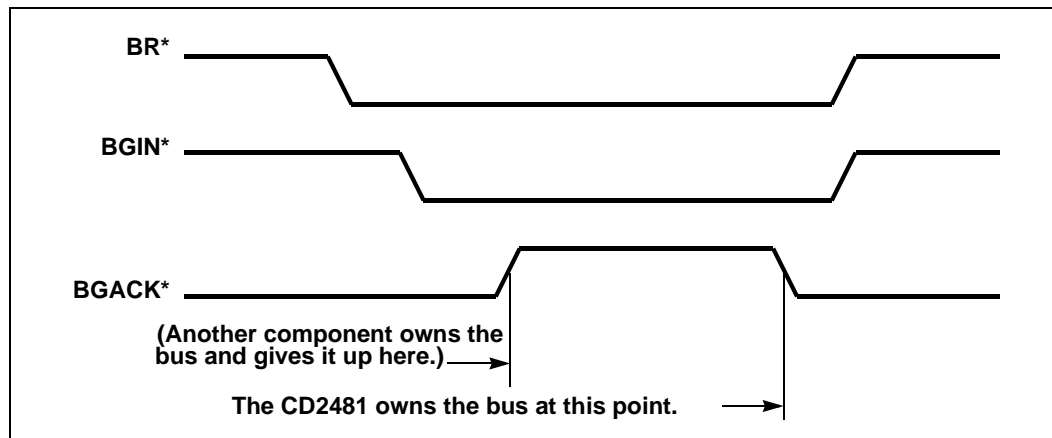 BR*
BGIN*
BGACK*
(Another component owns the
bus and gives it up here.)
The CD2481 owns the bus at this point.